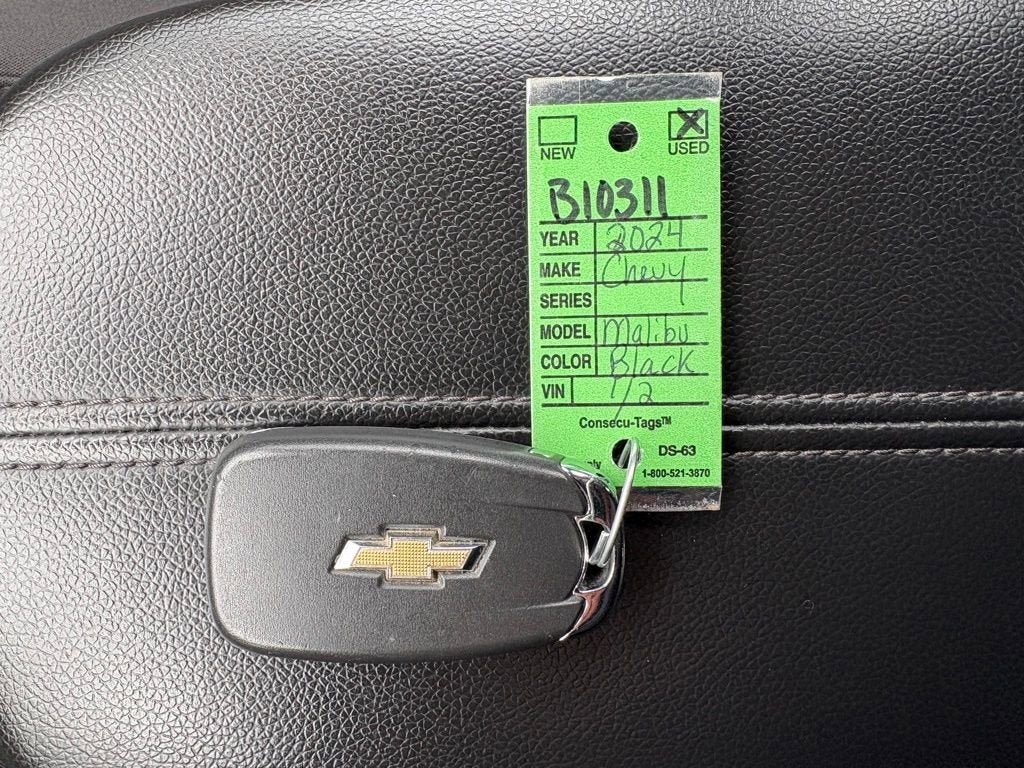 NEW USED
B10311
YEAR 2024
MAKE Chevy
SERIES
MODEL Malibu
COLOR Black
VIN 1/2
Consecu-Tags™
DS-63
1-800-521-3870